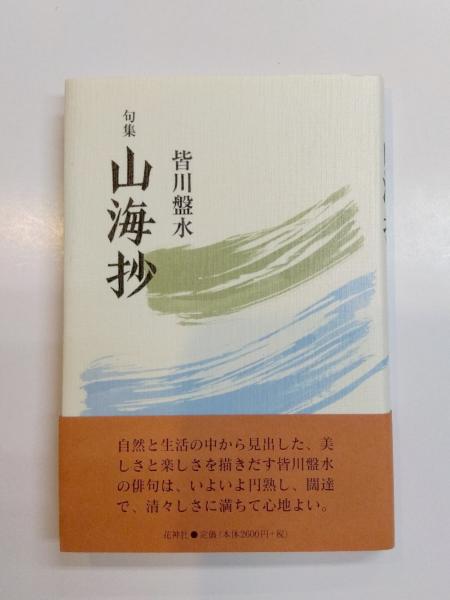 句集
山海抄
皆川盤水
自然と生活の中から見出した、美
しさと楽しさを描きだす皆川盤水
の俳句は、いよいよ円熟し、闊達
で、清々しさに満ちて心地よい。
花神社●定価(本体2600円+税)